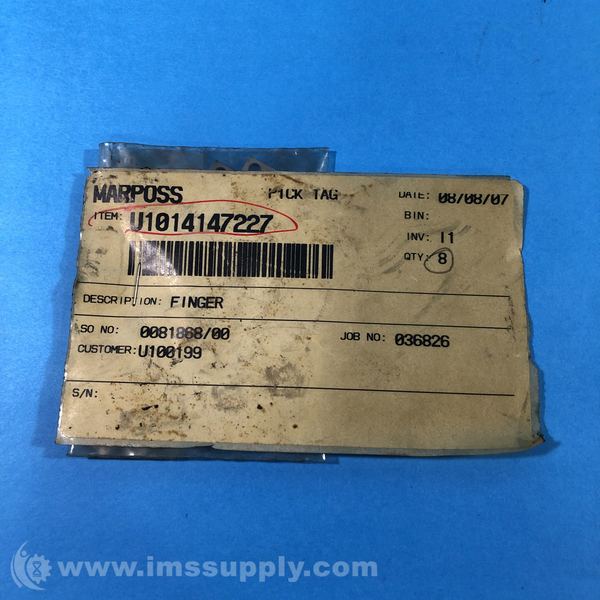 MARPOSS PICK TAG DATE: 08/08/07
ITEM: U1014147227 BIN:
INV: I1
QTY: 8
DESCRIPTION: FINGER
SO NO: 0081868/00 JOB NO: 036826
CUSTOMER: U100199
S/N:
www.imssupply.com